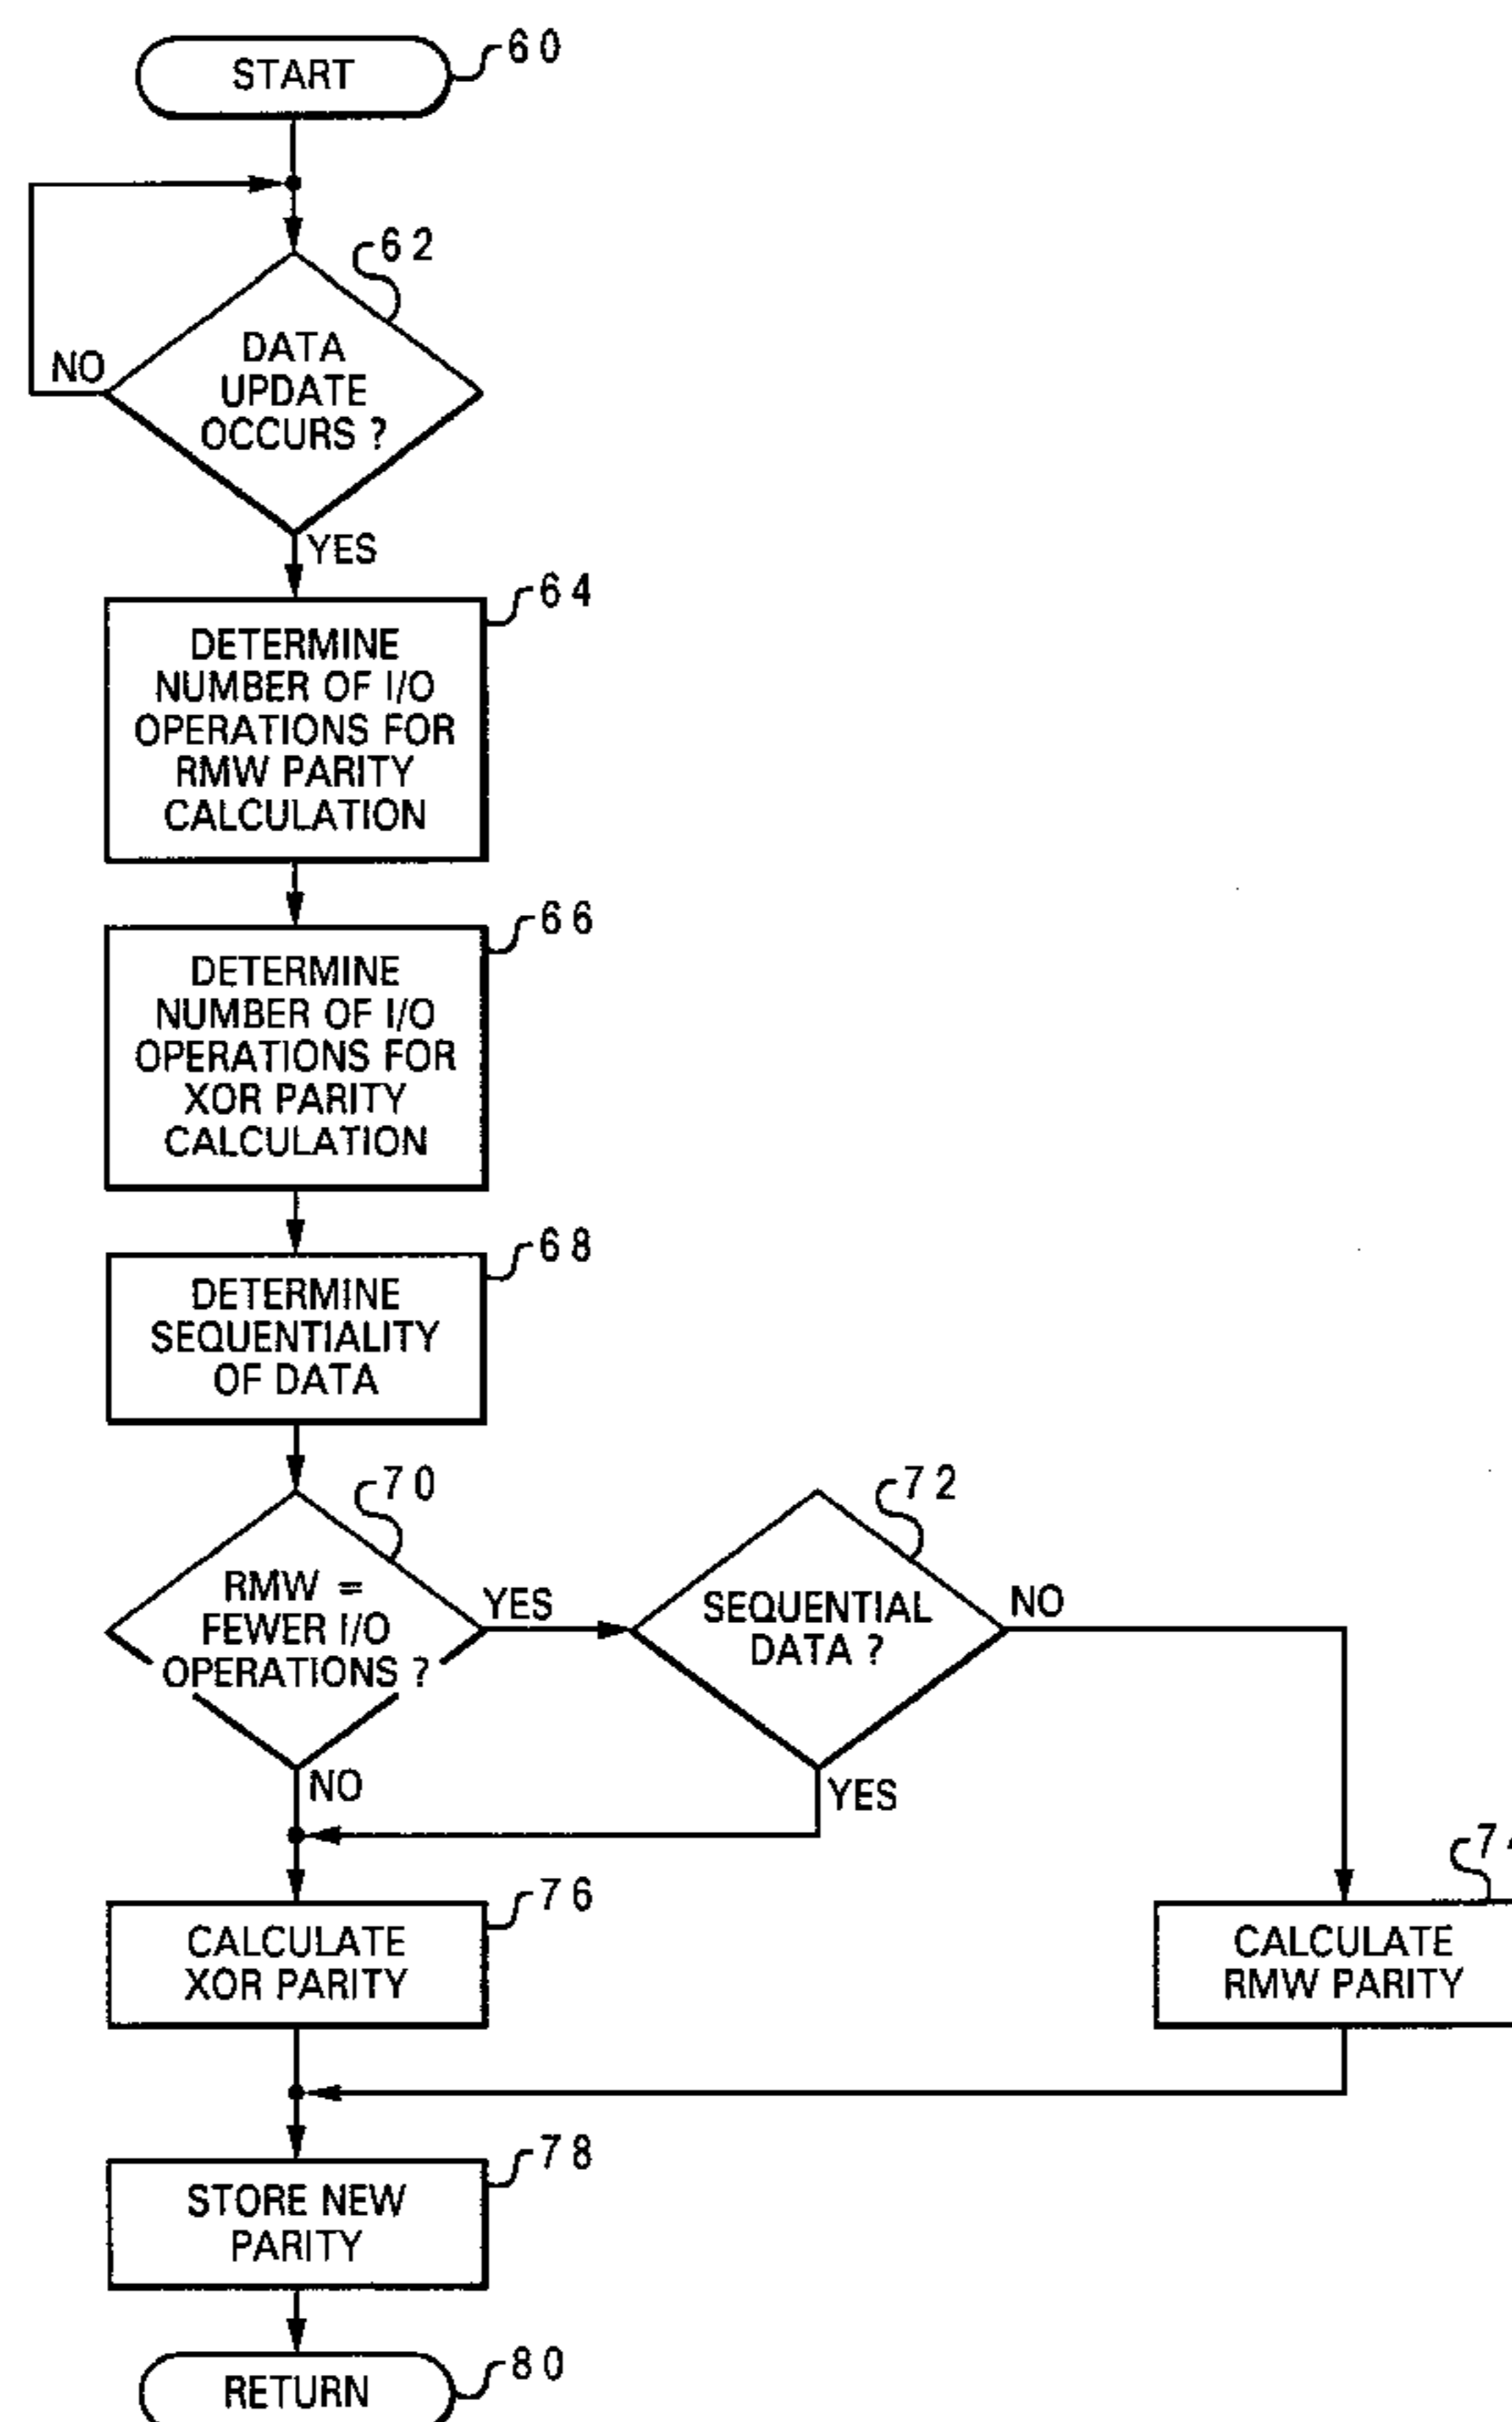 START
60
62
DATA
UPDATE
OCCURS ?
NO
YES
64
DETERMINE
NUMBER OF I/O
OPERATIONS FOR
RMW PARITY
CALCULATION
66
DETERMINE
NUMBER OF I/O
OPERATIONS FOR
XOR PARITY
CALCULATION
68
DETERMINE
SEQUENTIALITY
OF DATA
70
RMW =
FEWER I/O
OPERATIONS ?
YES
NO
72
SEQUENTIAL
DATA ?
NO
YES
76
CALCULATE
XOR PARITY
CALCULATE
RMW PARITY
78
STORE NEW
PARITY
80
RETURN